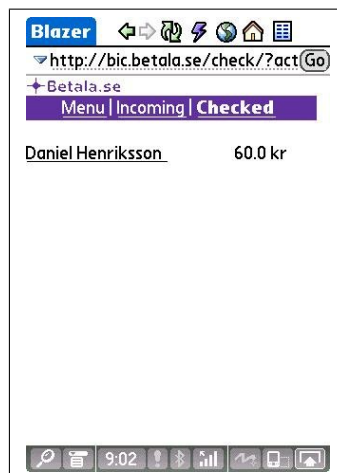 Blazer
http://bic.betala.se/check/?act Go
Betala.se
Menu | Incoming | Checked
Daniel Henriksson 60.0 kr
9:02